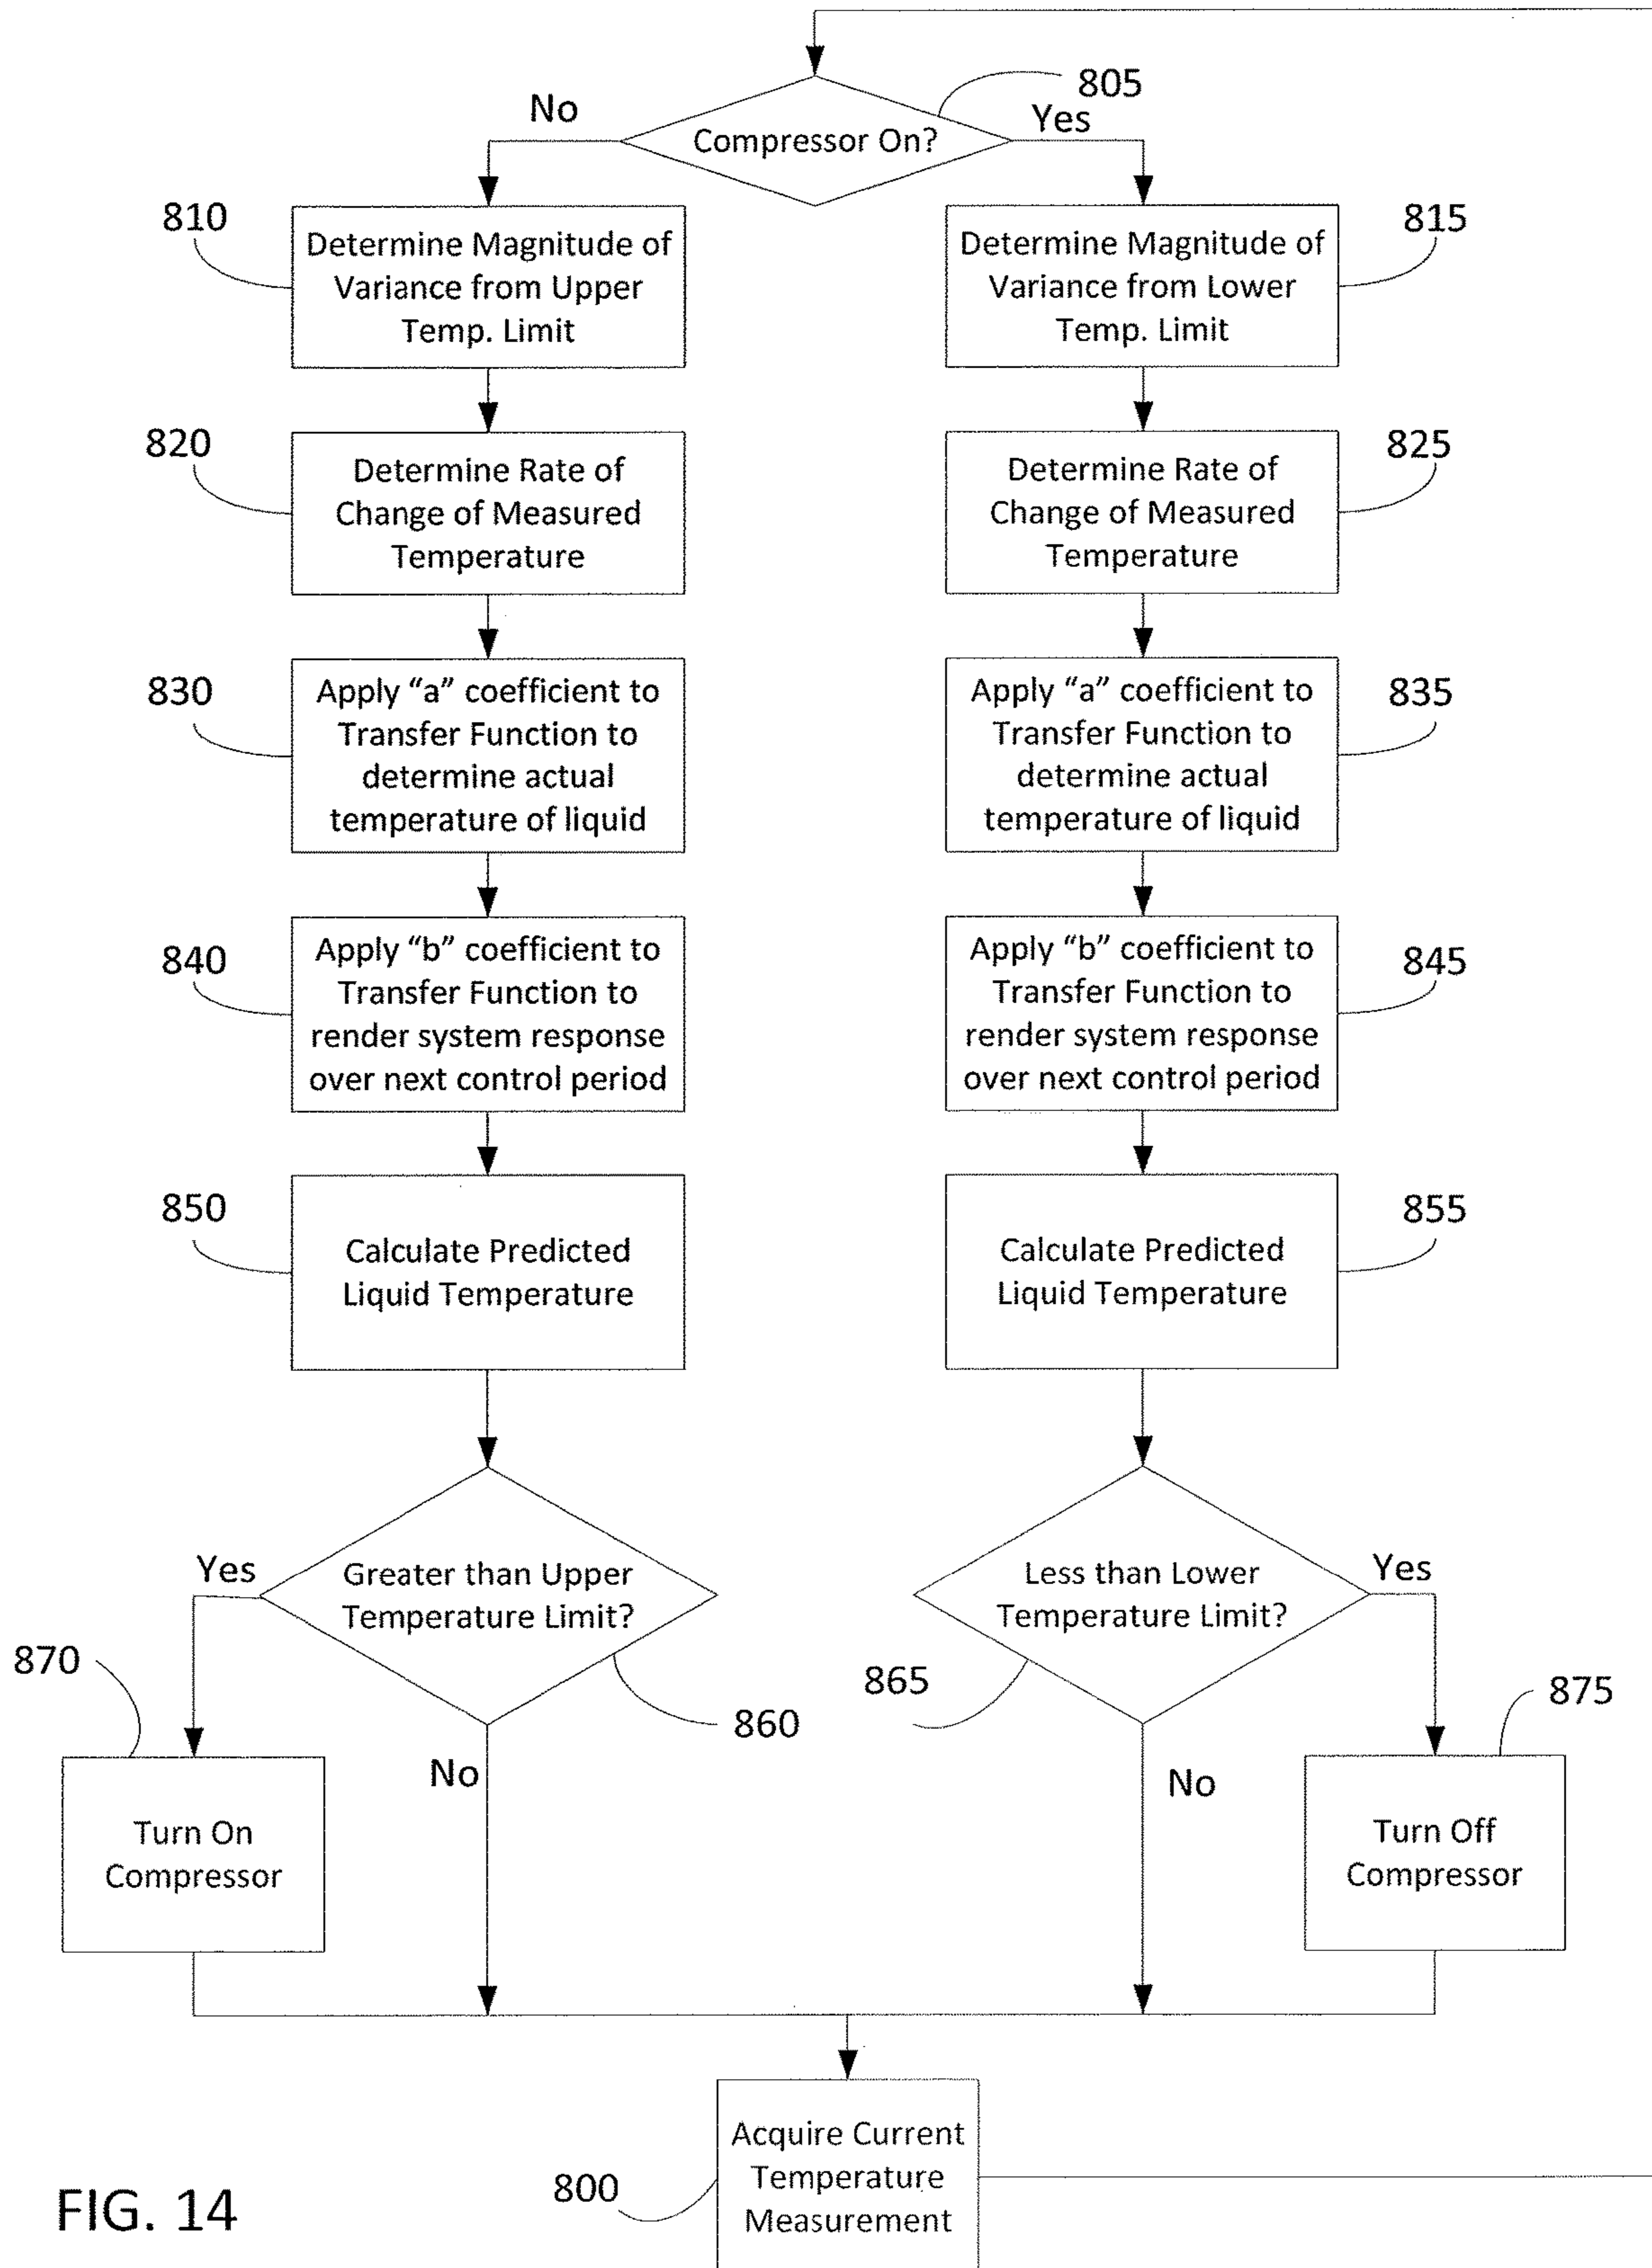 805
No
Yes
Compressor On?
810
Determine Magnitude of
Variance from Upper
Temp. Limit
Determine Magnitude of
Variance from Lower
Temp. Limit
815
820
Determine Rate of
Change of Measured
Temperature
Determine Rate of
Change of Measured
Temperature
825
830
Apply “a” coefficient to
Transfer Function to
determine actual
temperature of liquid
Apply “a” coefficient to
Transfer Function to
determine actual
temperature of liquid
835
840
Apply “b” coefficient to
Transfer Function to
render system response
over next control period
Apply “b” coefficient to
Transfer Function to
render system response
over next control period
845
850
Calculate Predicted
Liquid Temperature
Calculate Predicted
Liquid Temperature
855
Yes
Greater than Upper
Temperature Limit?
Less than Lower
Temperature Limit?
Yes
870
860
865
875
No
No
Turn On
Compressor
Turn Off
Compressor
800
Acquire Current
Temperature
Measurement
FIG. 14